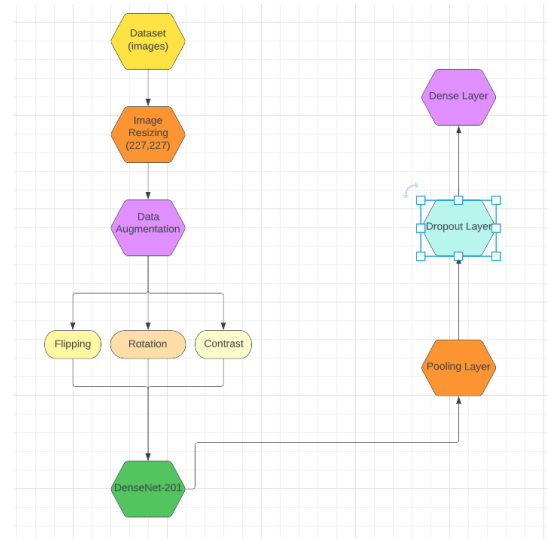 Dataset
(images)
Image
Resizing
(227,227)
Data
Augmentation
Flipping
Rotation
Contrast
DenseNet-201
Pooling Layer
Dropout Layer
Dense Layer